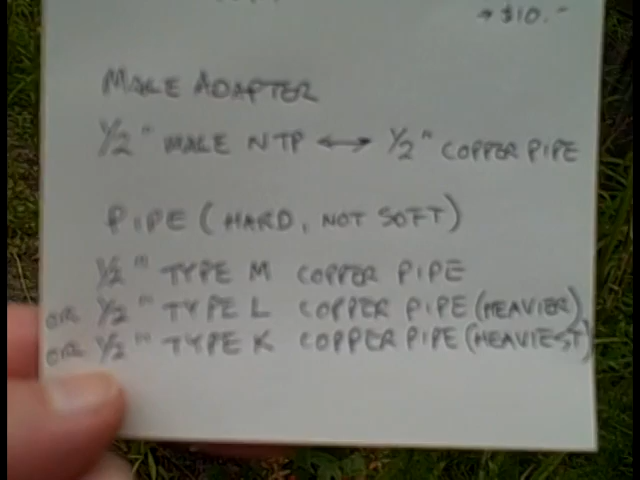 → $10.-
MALE ADAPTER
1/2" MALE NTP ↔ 1/2" COPPER PIPE
PIPE (HARD, NOT SOFT)
1/2" TYPE M COPPER PIPE
OR 1/2" TYPE L COPPER PIPE (HEAVIER)
OR 1/2" TYPE K COPPER PIPE (HEAVIEST)